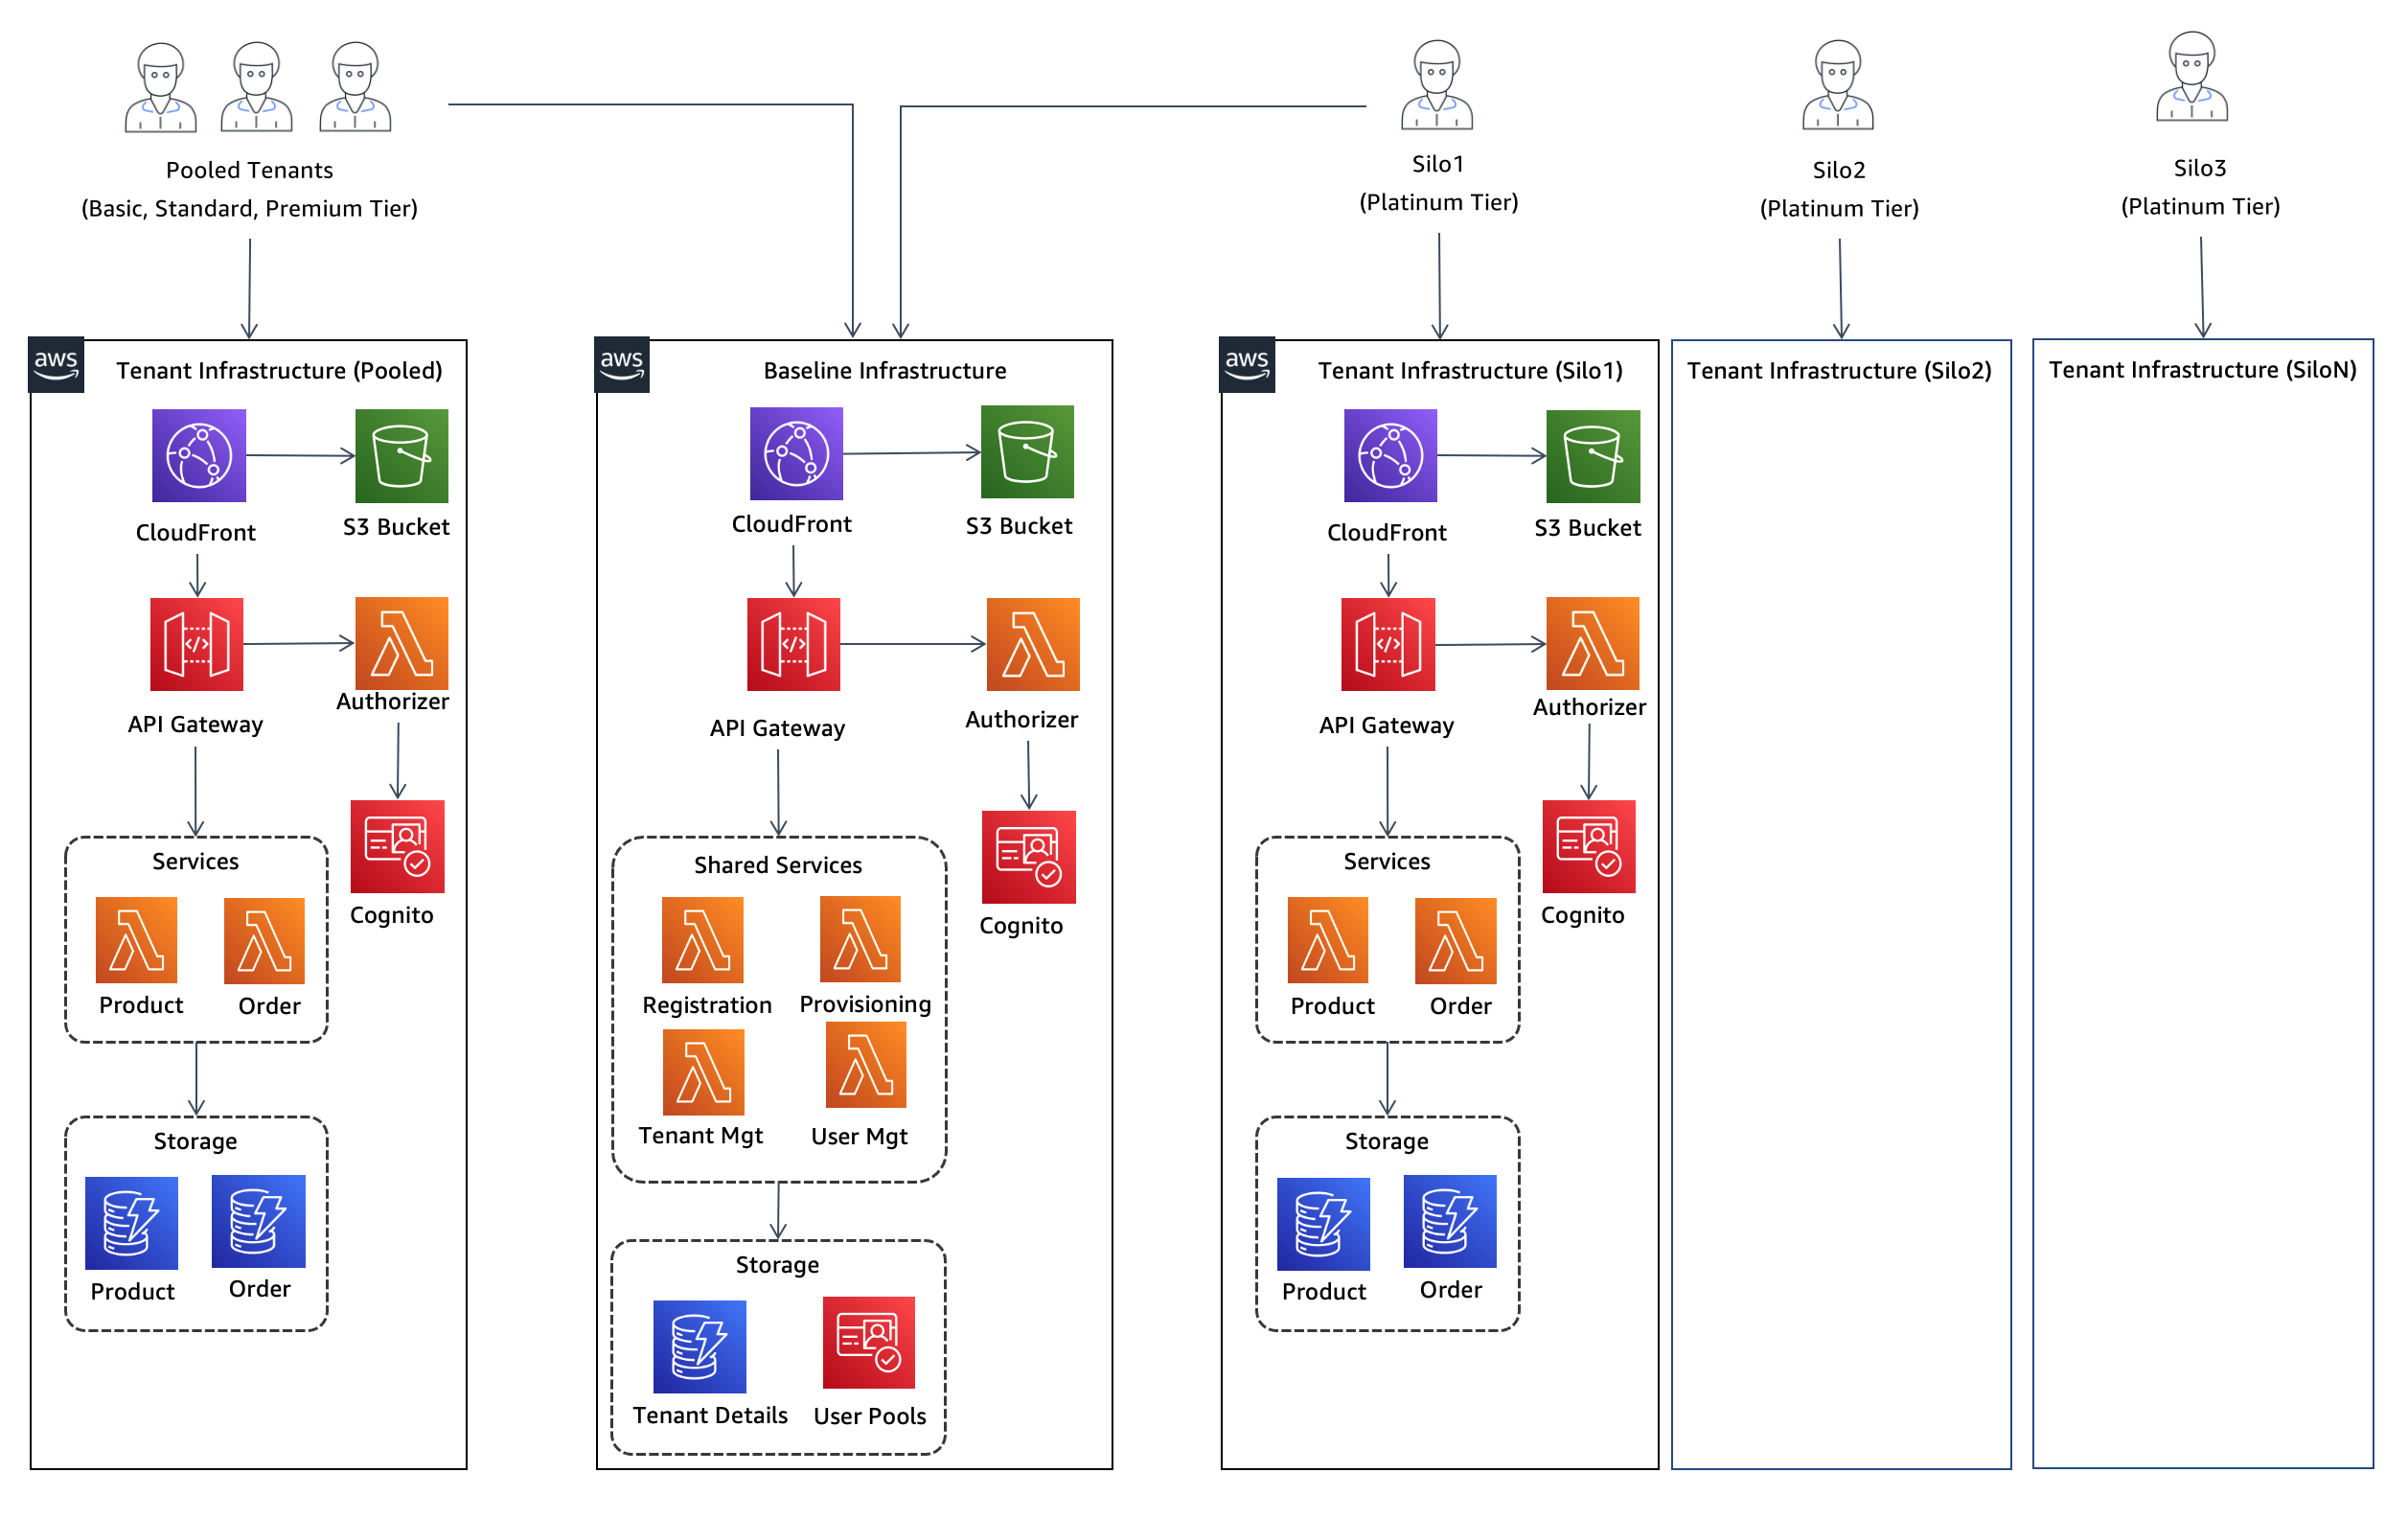 Pooled Tenants
(Basic, Standard, Premium Tier)
Silo1
(Platinum Tier)
Silo2
(Platinum Tier)
Silo3
(Platinum Tier)
aws
Tenant Infrastructure (Pooled)
CloudFront
S3 Bucket
API Gateway
Authorizer
Cognito
Services
Product
Order
Storage
Product
Order
aws
Baseline Infrastructure
CloudFront
S3 Bucket
API Gateway
Authorizer
Cognito
Shared Services
Registration
Provisioning
Tenant Mgt
User Mgt
Storage
Tenant Details
User Pools
aws
Tenant Infrastructure (Silo1)
CloudFront
S3 Bucket
API Gateway
Authorizer
Cognito
Services
Product
Order
Storage
Product
Order
Tenant Infrastructure (Silo2)
Tenant Infrastructure (SiloN)